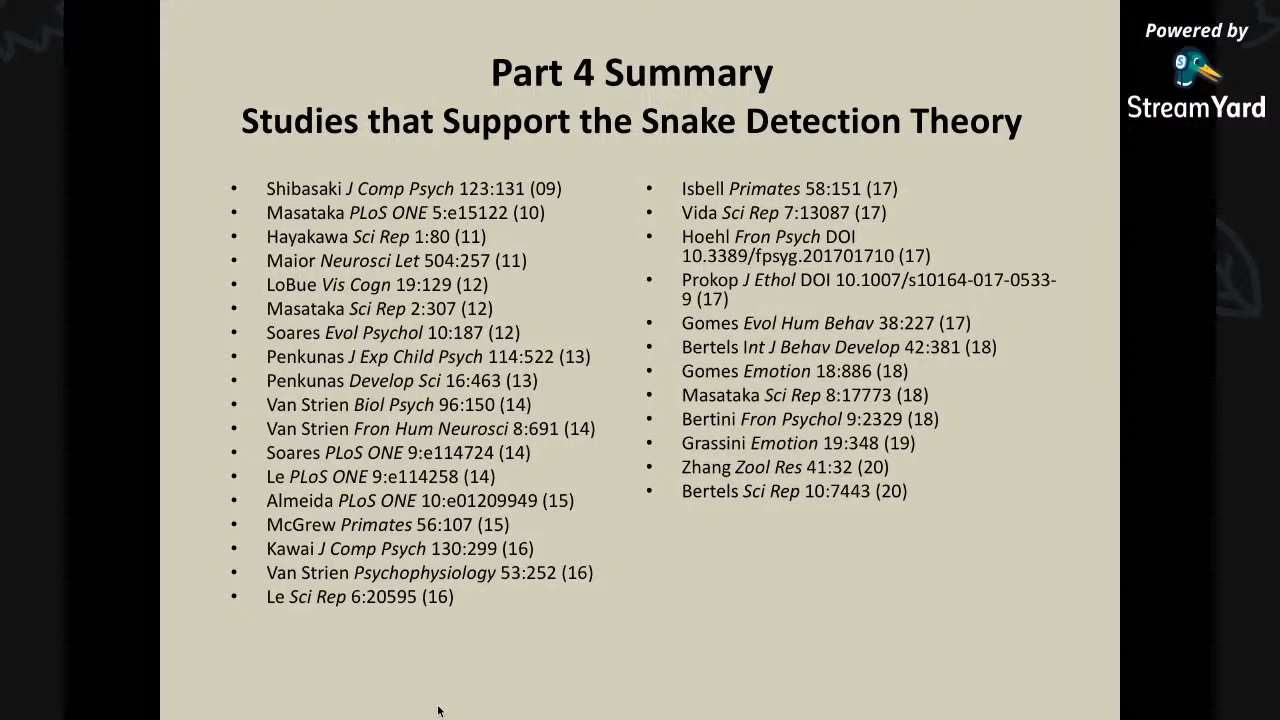 Part 4 Summary
Studies that Support the Snake Detection Theory
• Shibasaki J Comp Psych 123:131 (09)
• Masataka PLoS ONE 5:e15122 (10)
• Hayakawa Sci Rep 1:80 (11)
• Maior Neurosci Let 504:257 (11)
• LoBue Vis Cogn 19:129 (12)
• Masataka Sci Rep 2:307 (12)
• Soares Evol Psychol 10:187 (12)
• Penkunas J Exp Child Psych 114:522 (13)
• Penkunas Develop Sci 16:463 (13)
• Van Strien Biol Psych 96:150 (14)
• Van Strien Fron Hum Neurosci 8:691 (14)
• Soares PLoS ONE 9:e114724 (14)
• Le PLoS ONE 9:e114258 (14)
• Almeida PLoS ONE 10:e01209949 (15)
• McGrew Primates 56:107 (15)
• Kawai J Comp Psych 130:299 (16)
• Van Strien Psychophysiology 53:252 (16)
• Le Sci Rep 6:20595 (16)
• Isbell Primates 58:151 (17)
• Vida Sci Rep 7:13087 (17)
• Hoehl Fron Psych DOI
10.3389/fpsyg.201701710 (17)
• Prokop J Ethol DOI 10.1007/s10164-017-0533-
9 (17)
• Gomes Evol Hum Behav 38:227 (17)
• Bertels Int J Behav Develop 42:381 (18)
• Gomes Emotion 18:886 (18)
• Masataka Sci Rep 8:17773 (18)
• Bertini Fron Psychol 9:2329 (18)
• Grassini Emotion 19:348 (19)
• Zhang Zool Res 41:32 (20)
• Bertels Sci Rep 10:7443 (20)
Powered by
StreamYard